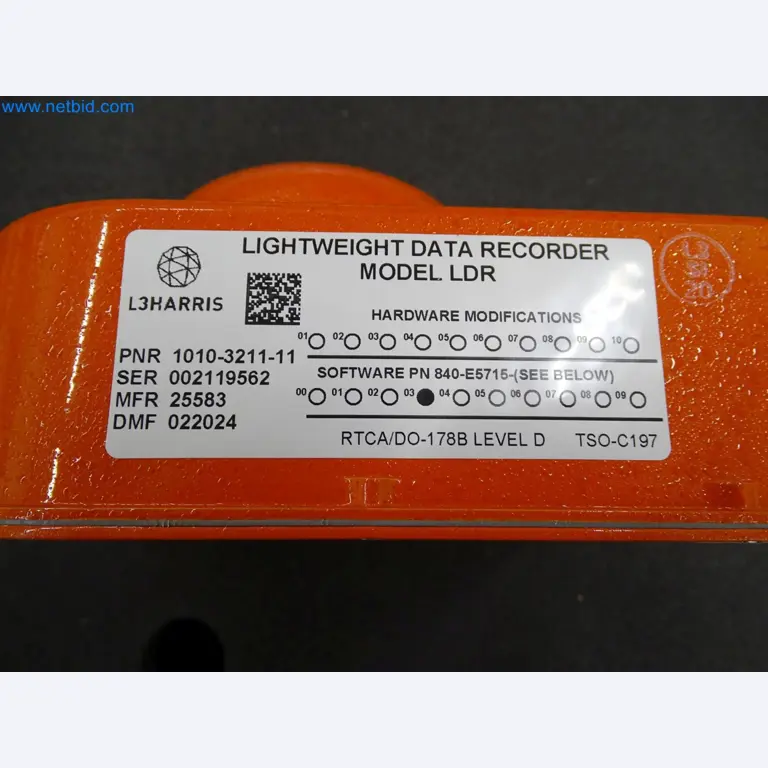 www.netbid.com
LIGHTWEIGHT DATA RECORDER
MODEL LDR
L3HARRIS
HARDWARE MODIFICATIONS
01 02 03 04 05 06 07 08 09 10
PNR 1010-3211-11
SER 002119562
MFR 25583
DMF 022024
SOFTWARE PN 840-E5715-(SEE BELOW)
00 01 02 03 04 05 06 07 08 09
RTCA/DO-178B LEVEL D TSO-C197
L3